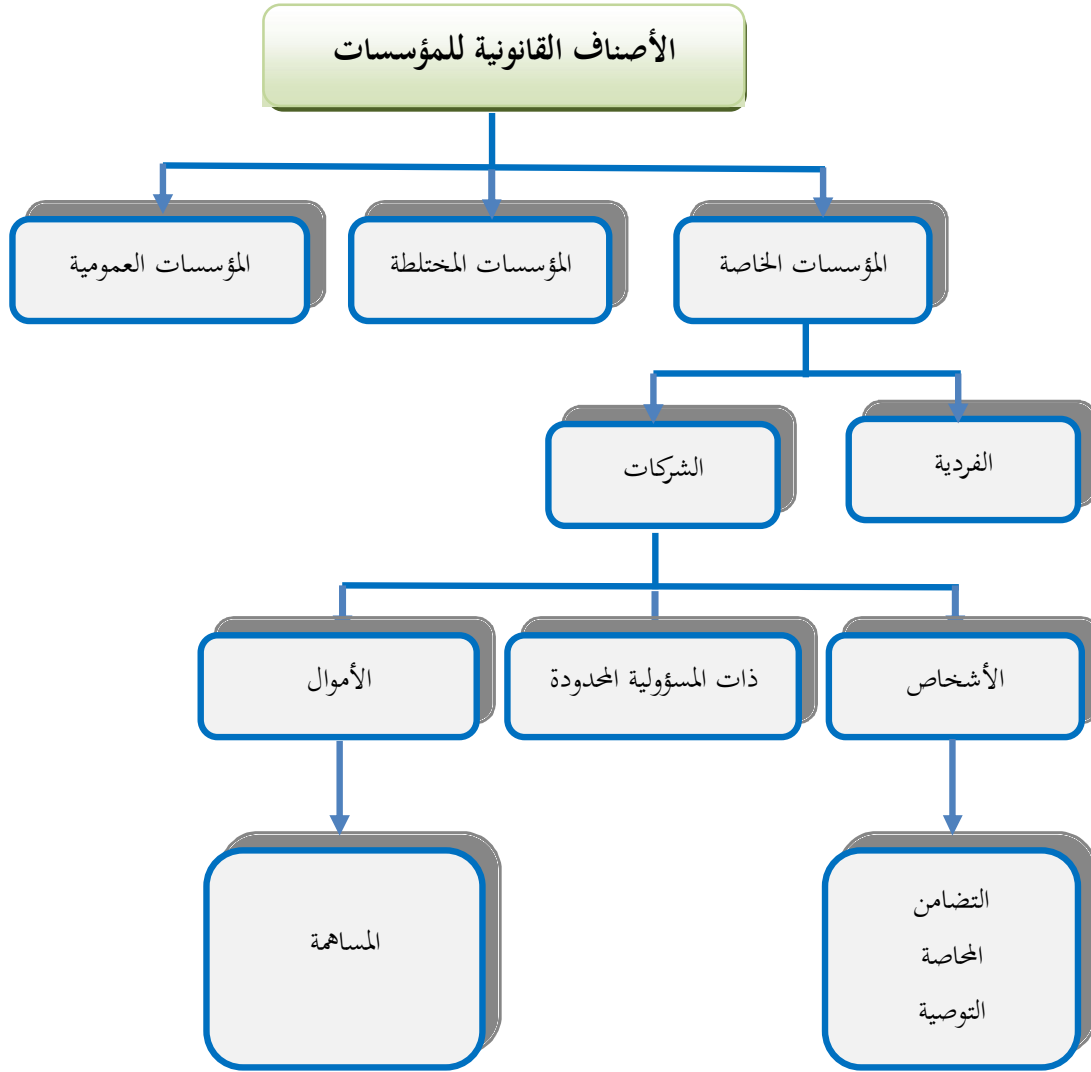 الأصناف القانونية للمؤسسات
المؤسسات الخاصة
المؤسسات المختلطة
المؤسسات العمومية
الفردية
الشركات
الأشخاص
ذات المسؤولية المحدودة
الأموال
التضامن
المحاصة
التوصية
المساهمة